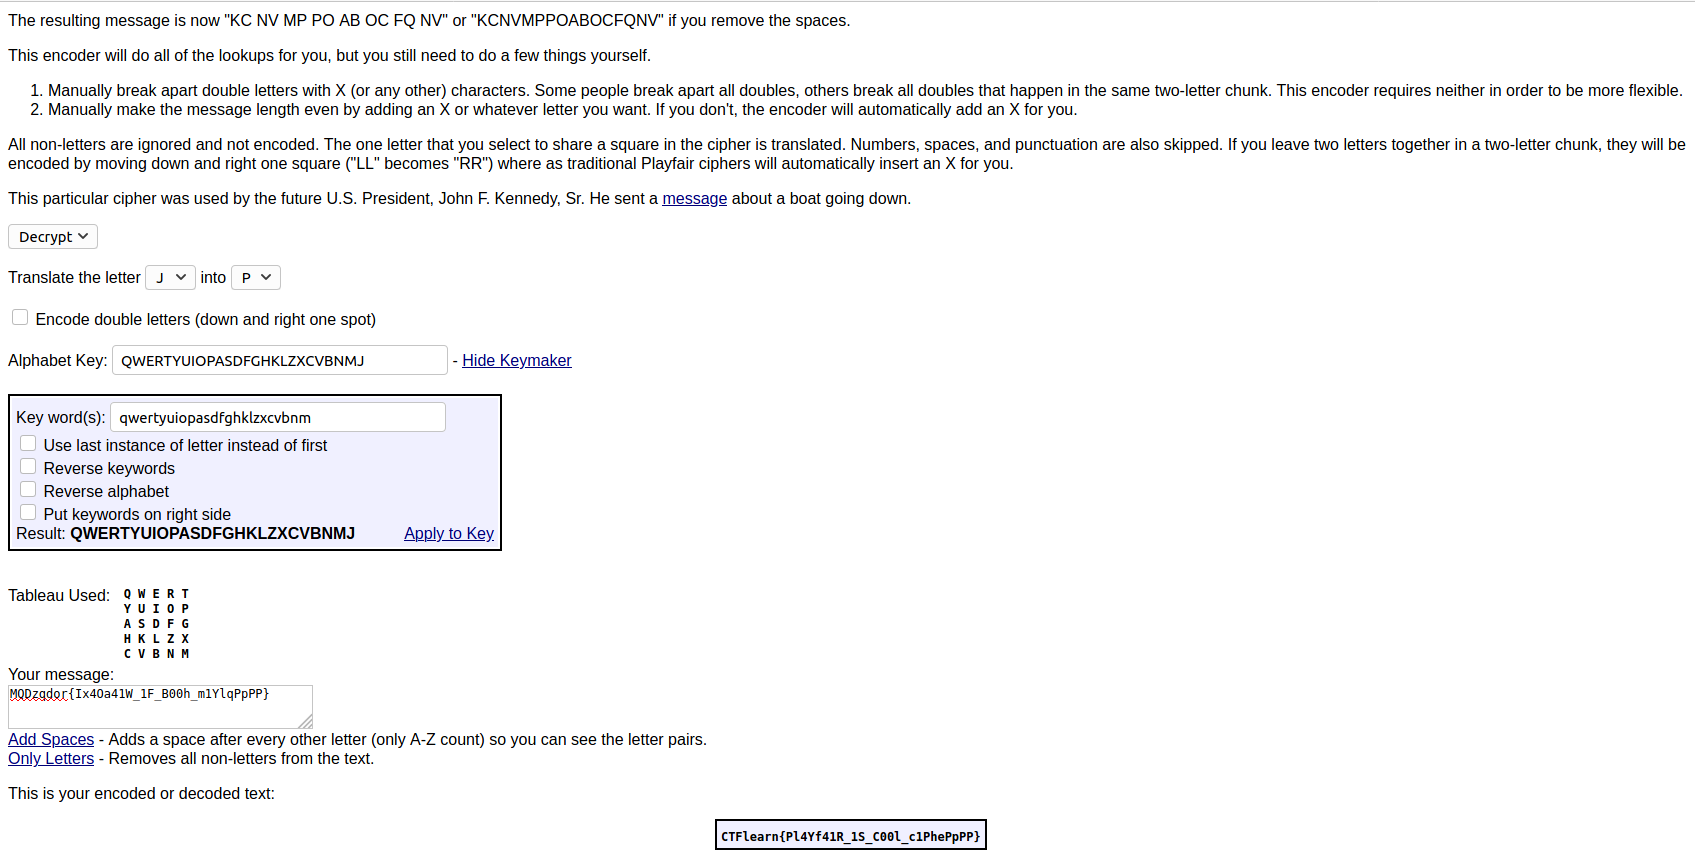 The resulting message is now "KC NV MP PO AB OC FQ NV" or "KCNVMPPOABOCFQNV" if you remove the spaces.
This encoder will do all of the lookups for you, but you still need to do a few things yourself.
1. Manually break apart double letters with X (or any other) characters. Some people break apart all doubles, others break all doubles that happen in the same two-letter chunk. This encoder requires neither in order to be more flexible.
2. Manually make the message length even by adding an X or whatever letter you want. If you don't, the encoder will automatically add an X for you.
All non-letters are ignored and not encoded. The one letter that you select to share a square in the cipher is translated. Numbers, spaces, and punctuation are also skipped. If you leave two letters together in a two-letter chunk, they will be
encoded by moving down and right one square ("LL" becomes "RR") where as traditional Playfair ciphers will automatically insert an X for you.
This particular cipher was used by the future U.S. President, John F. Kennedy, Sr. He sent a message about a boat going down.
Decrypt
Translate the letter J into P
Encode double letters (down and right one spot)
Alphabet Key: QWERTYUIOPASDFGHKLZXCVBNMJ - Hide Keymaker
Key word(s): qwertyuiopasdfghklzxcvbnm
Use last instance of letter instead of first
Reverse keywords
Reverse alphabet
Put keywords on right side
Result: QWERTYUIOPASDFGHKLZXCVBNMJ Apply to Key
Tableau Used: Q W E R T
Y U I O P
A S D F G
H K L Z X
C V B N M
Your message:
MQDzgdor{Ix4Oa41W_1F_B00h_m1YlqPpPP}
Add Spaces - Adds a space after every other letter (only A-Z count) so you can see the letter pairs.
Only Letters - Removes all non-letters from the text.
This is your encoded or decoded text:
CTFlearn{Pl4Yf41R_1S_C00l_c1PhePpPP}